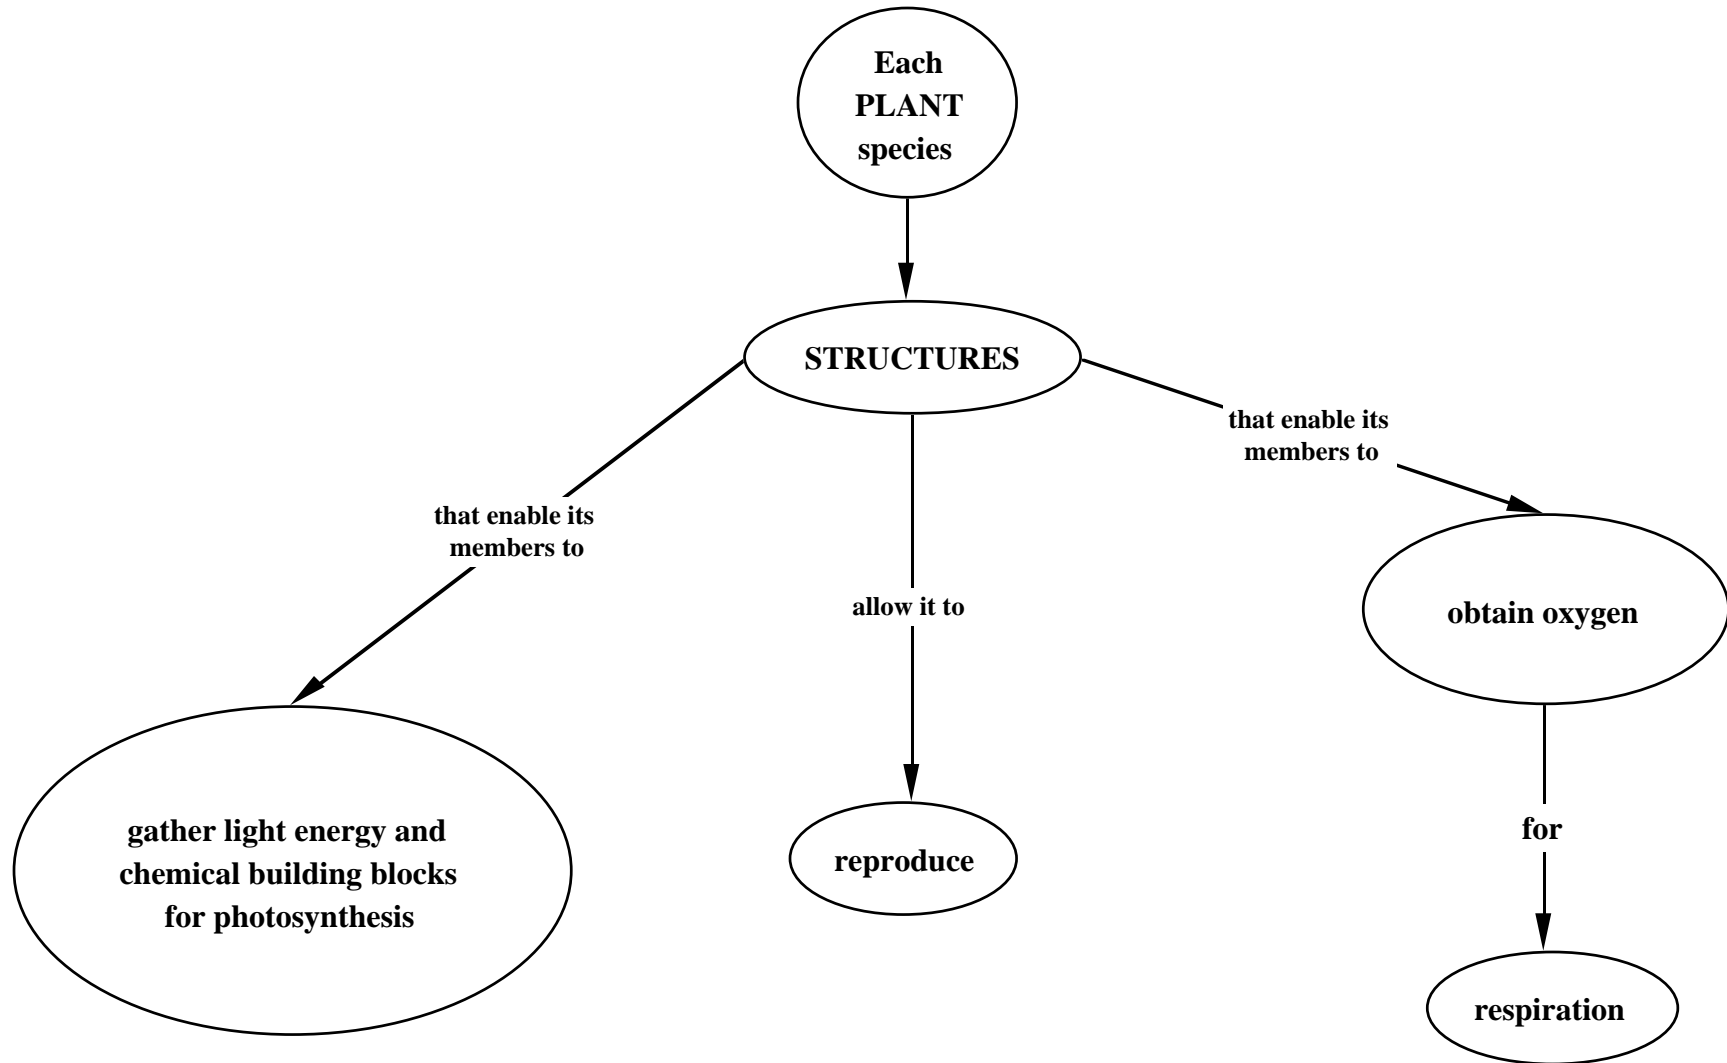 Each
PLANT
species
STRUCTURES
that enable its
members to
that enable its
members to
allow it to
obtain oxygen
gather light energy and
chemical building blocks
for photosynthesis
reproduce
for
respiration